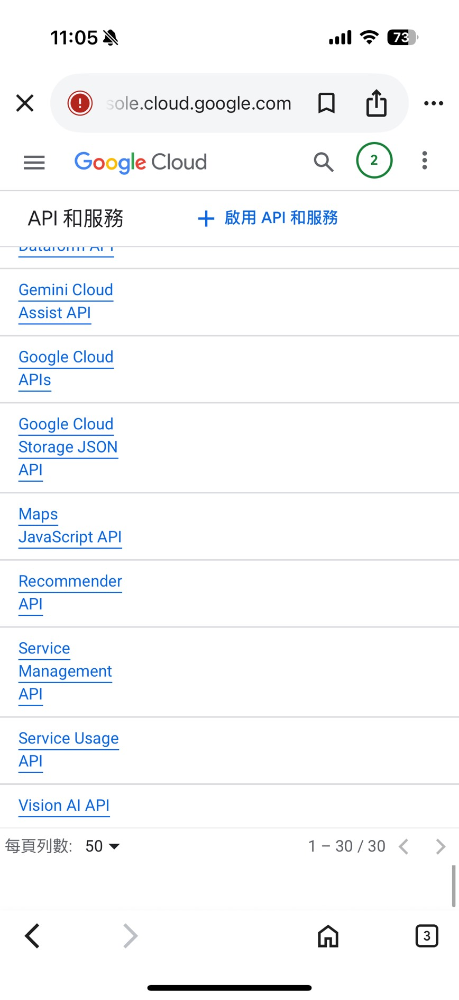 11:05
73
sole.cloud.google.com
Google Cloud
2
API 和服務
啟用 API 和服務
Dataform API
Gemini Cloud
Assist API
Google Cloud
APIs
Google Cloud
Storage JSON
API
Maps
JavaScript API
Recommender
API
Service
Management
API
Service Usage
API
Vision AI API
每頁列數: 50
1 – 30 / 30
3